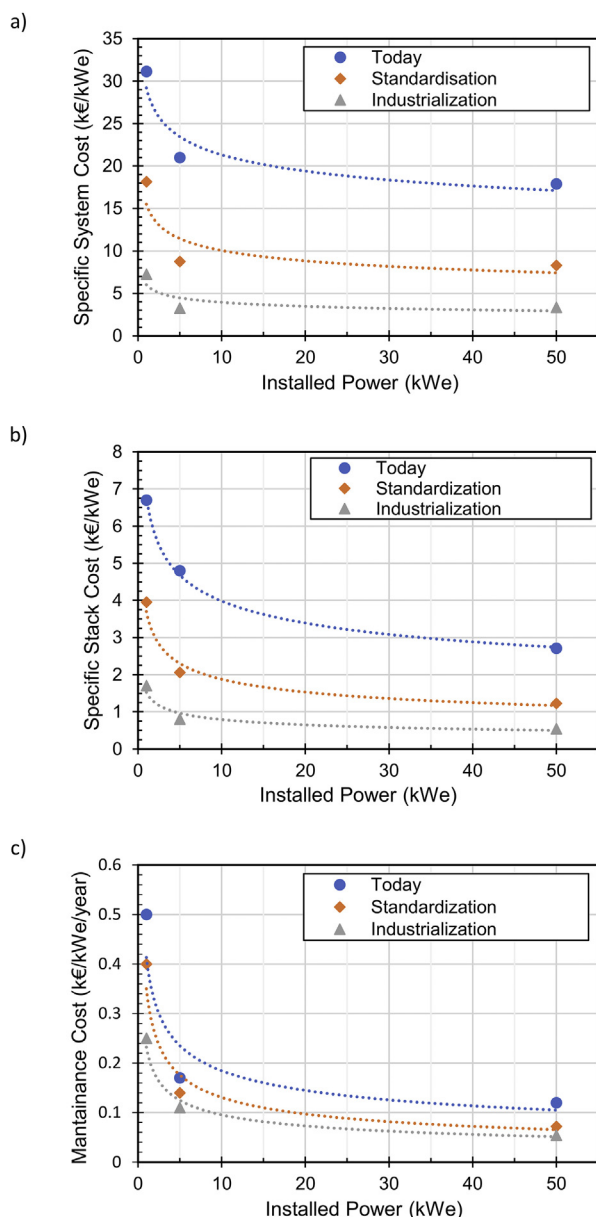 a)
Specific System Cost (k€/kWe)
35
30
25
20
15
10
5
0
Today
Standardisation
Industrialization
0 10 20 30 40 50
Installed Power (kWe)
b)
Specific Stack Cost (k€/kWe)
8
7
6
5
4
3
2
1
0
Today
Standardization
Industrialization
0 10 20 30 40 50
Installed Power (kWe)
c)
Mantainance Cost (k€/kWe/year)
0.6
0.5
0.4
0.3
0.2
0.1
0
Today
Standardization
Industrialization
0 10 20 30 40 50
Installed Power (kWe)